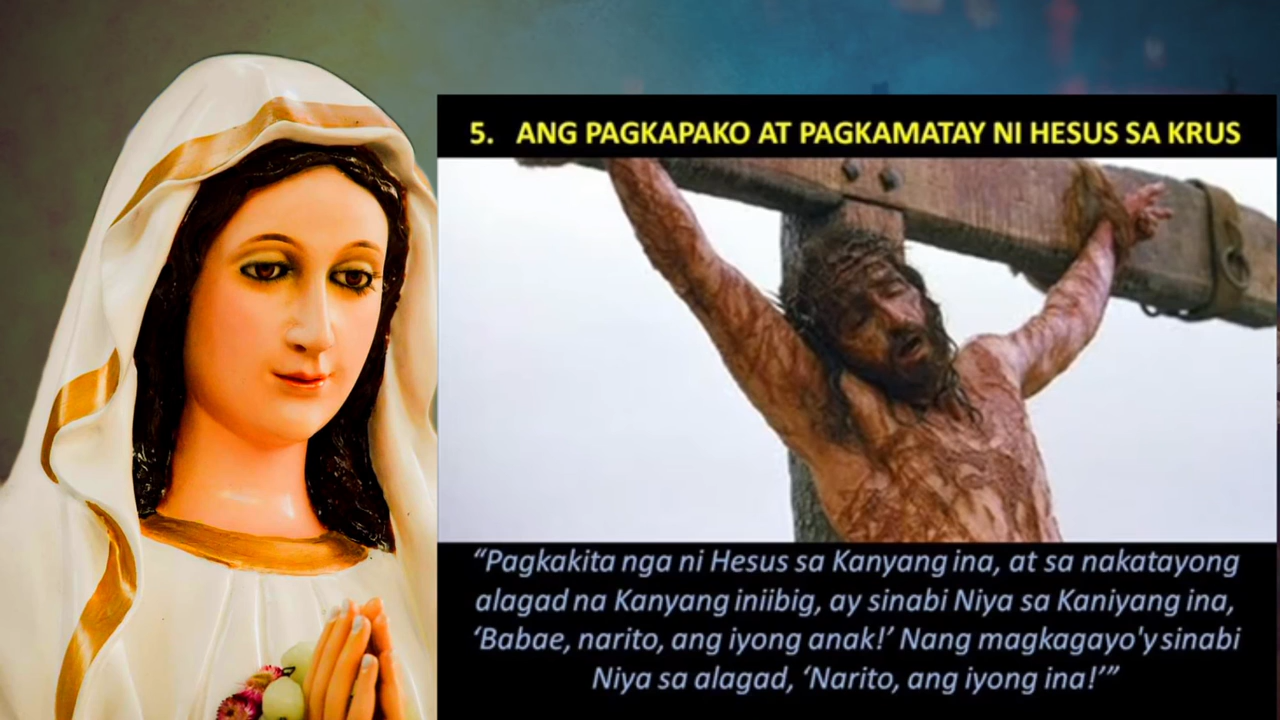 5. ANG PAGKAPAKO AT PAGKAMATAY NI HESUS SA KRUS
“Pagkakita nga ni Hesus sa Kanyang ina, at sa nakatayong
alagad na Kanyang iniibig, ay sinabi Niya sa Kaniyang ina,
‘Babae, narito, ang iyong anak!’ Nang magkagayo'y sinabi
Niya sa alagad, ‘Narito, ang iyong ina!’”